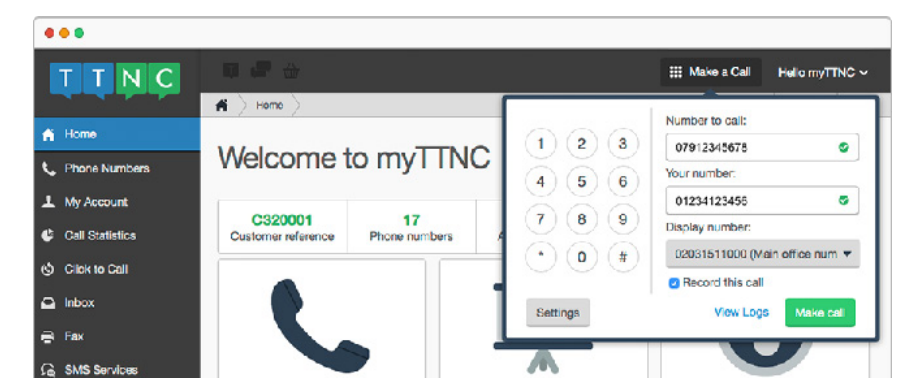 TTNC
Make a Call
Hello myTTNC
Home
Home
Phone Numbers
My Account
Call Statistics
Click to Call
Inbox
Fax
SMS Services
Welcome to myTTNC
C320001
Customer reference
17
Phone numbers
1 2 3
4 5 6
7 8 9
* 0 #
Settings
Number to call:
07912345678
Your number:
01234123456
Display number:
02031511000 (Main office num
Record this call
View Logs
Make call